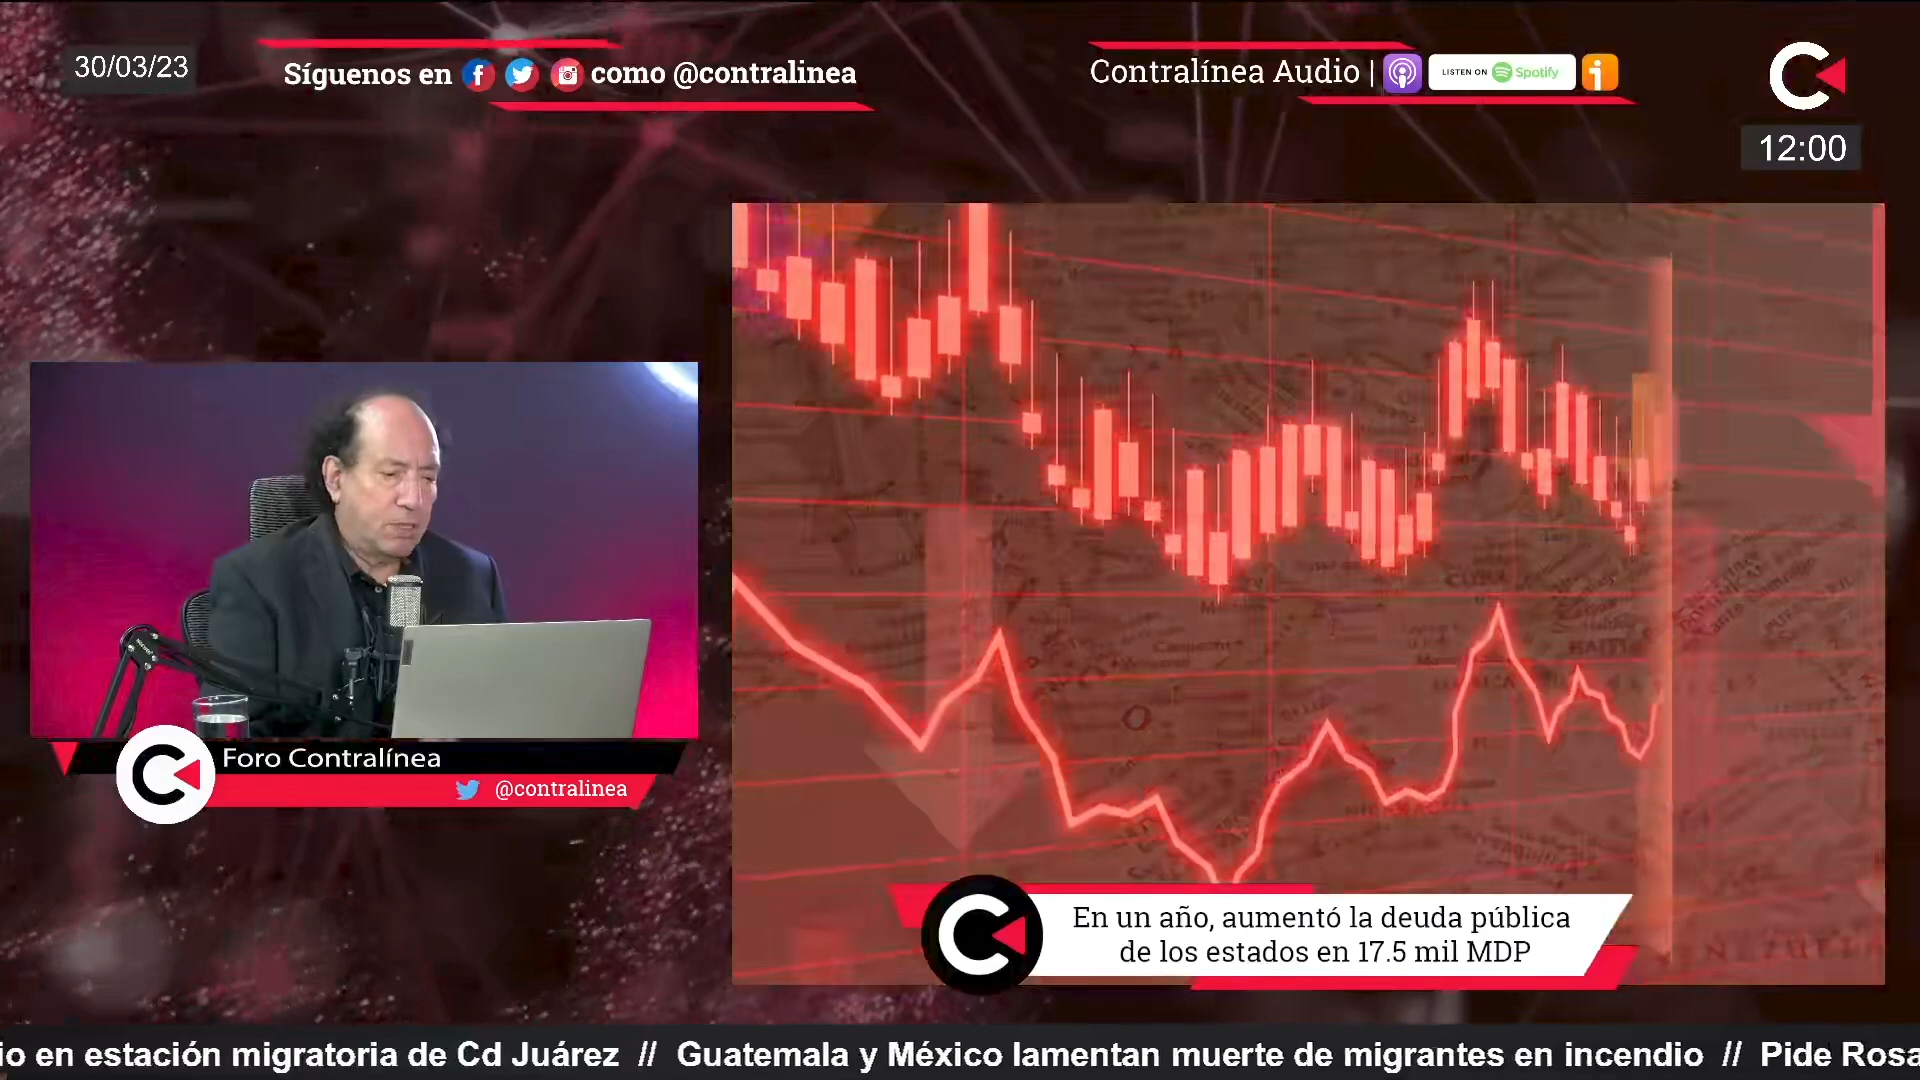 30/03/23
Síguenos en como @contralinea
Contralínea Audio |
LISTEN ON Spotify
12:00
Foro Contralínea
@contralinea
En un año, aumentó la deuda pública
de los estados en 17.5 mil MDP
en estación migratoria de Cd Juárez // Guatemala y México lamentan muerte de migrantes en incendio // Pide